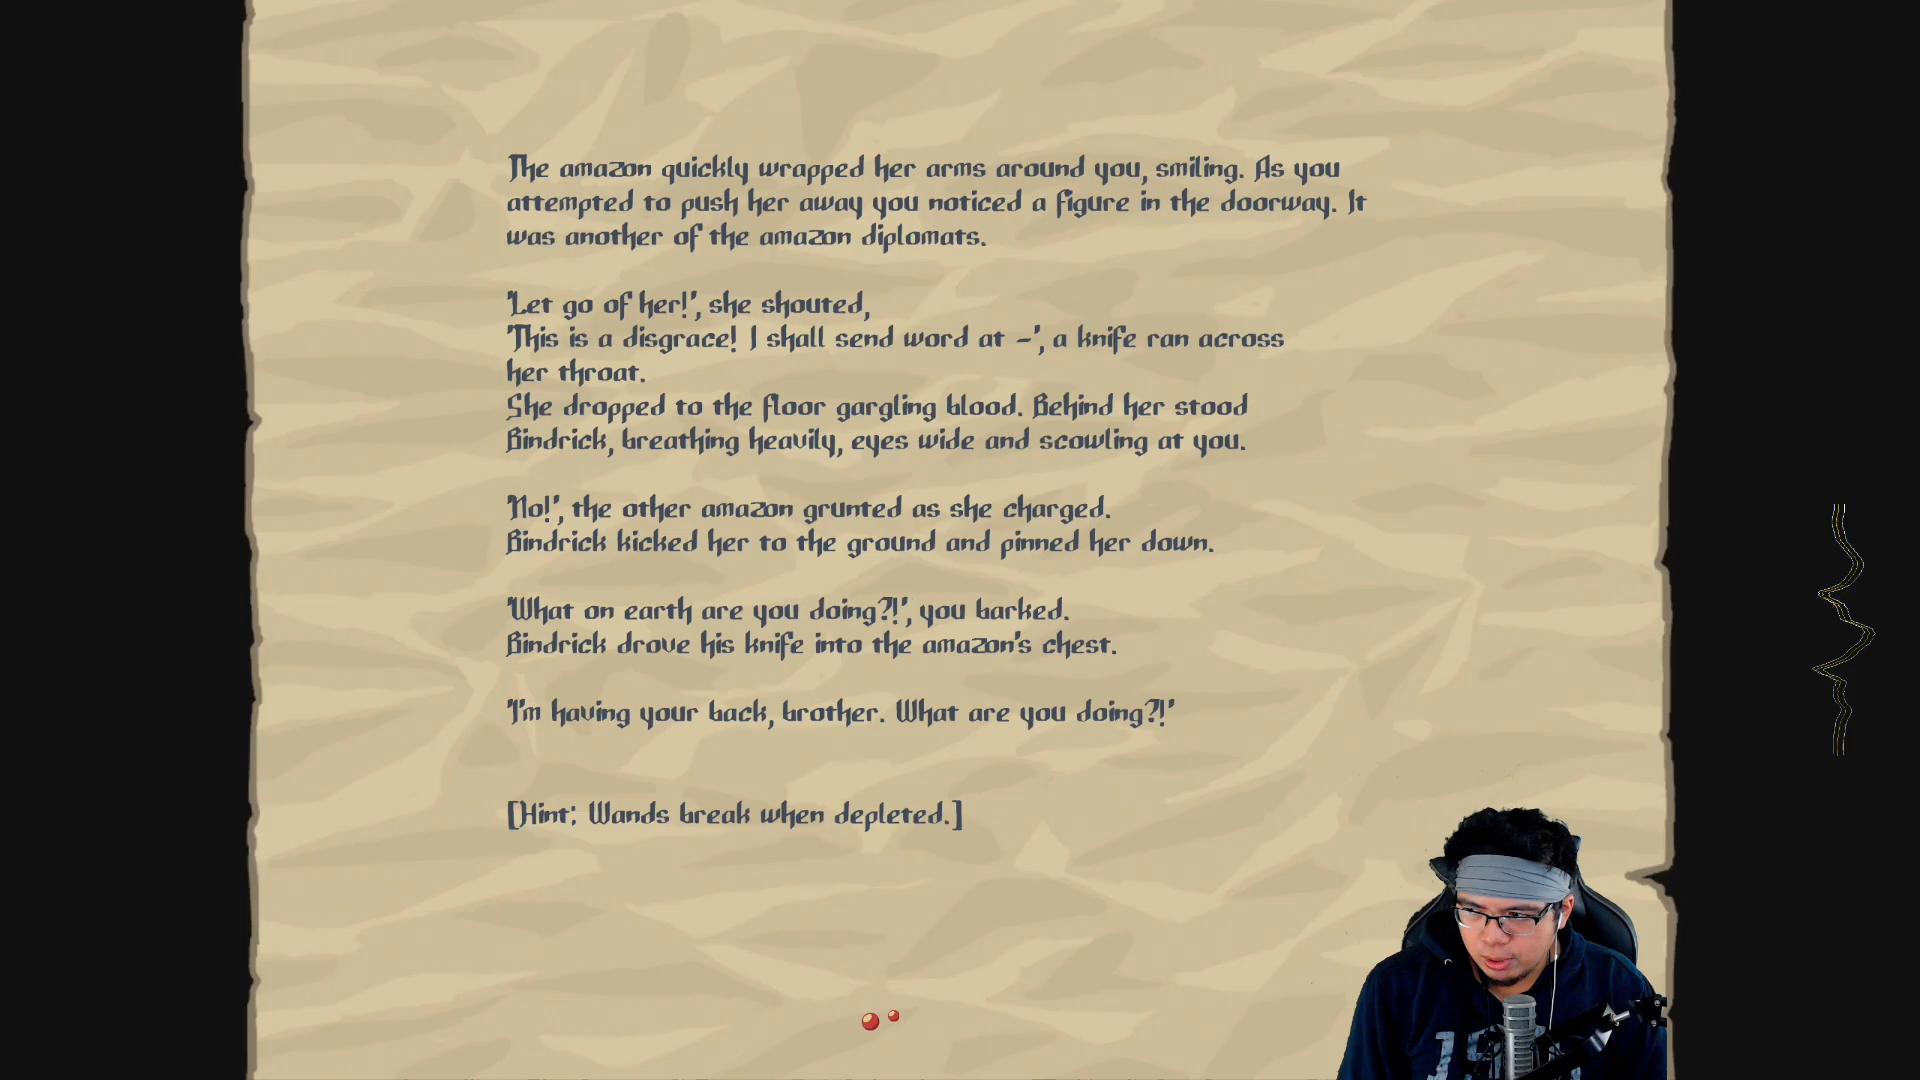 The amazon quickly wrapped her arms around you, smiling. As you
attempted to push her away you noticed a figure in the doorway. It
was another of the amazon diplomats.
'Let go of her!', she shouted,
'This is a disgrace! I shall send word at -', a knife ran across
her throat.
She dropped to the floor gargling blood. Behind her stood
Bindrick, breathing heavily, eyes wide and scowling at you.
'No!', the other amazon grunted as she charged.
Bindrick kicked her to the ground and pinned her down.
'What on earth are you doing?!', you barked.
Bindrick drove his knife into the amazon's chest.
'I'm having your back, brother. What are you doing?!'
[Hint: Wands break when depleted.]